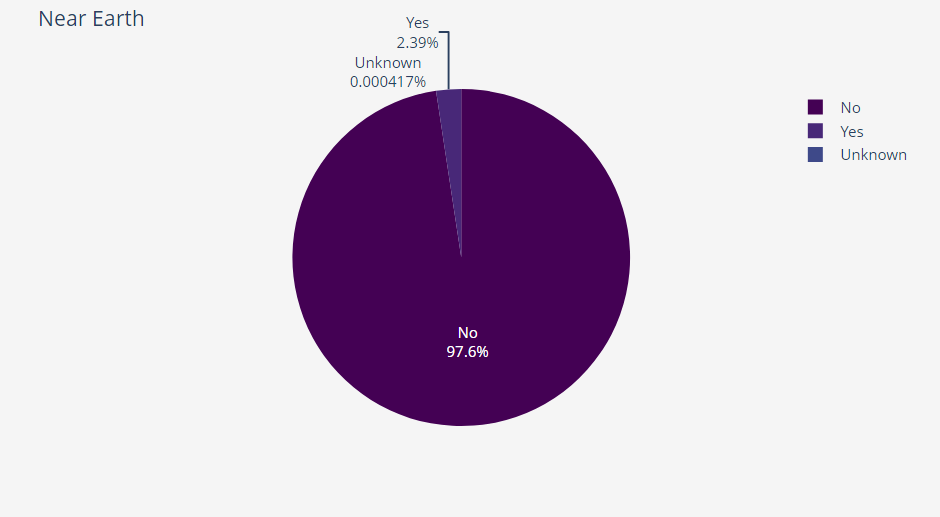 Near Earth
Yes
2.39%
Unknown
0.000417%
No
97.6%
No
Yes
Unknown